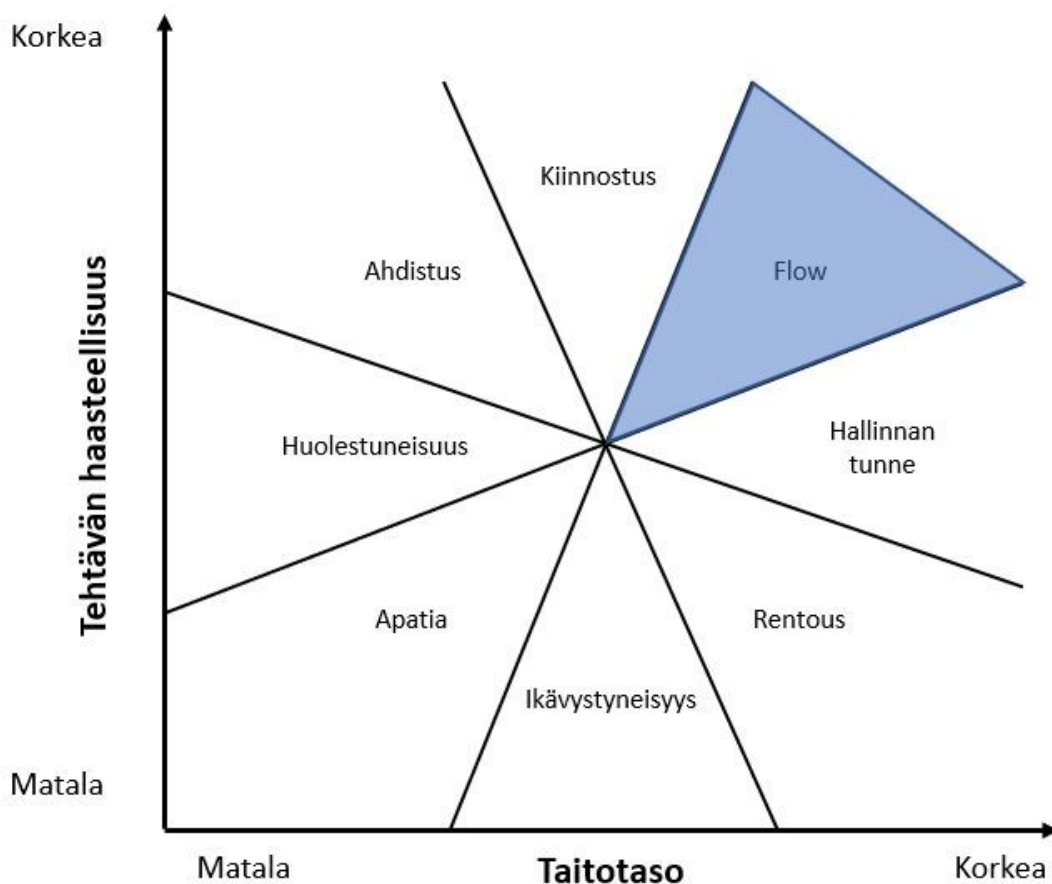 Korkea
Kiinnostus
Ahdistus
Flow
Tehtävän haasteellisuus
Huolestuneisuus
Hallinnan
tunne
Apatia
Rentous
Ikävystyneisyys
Matala
Matala
Taitotaso
Korkea